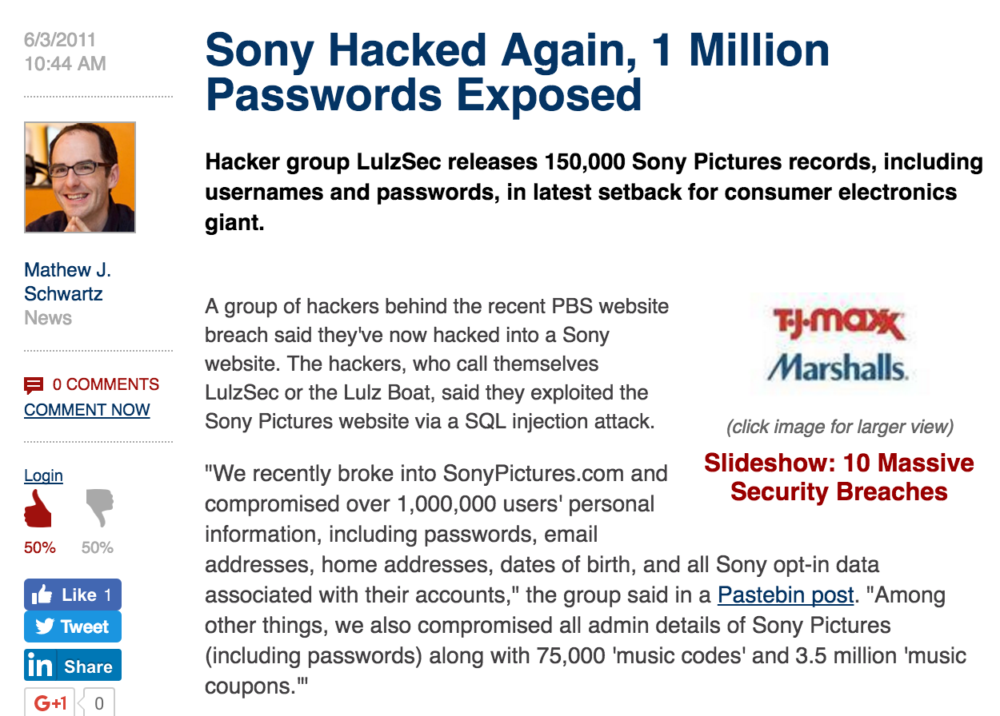 6/3/2011
10:44 AM
Mathew J.
Schwartz
News
0 COMMENTS
COMMENT NOW
Login
50% 50%
Like 1
Tweet
in Share
G+1 0
Sony Hacked Again, 1 Million
Passwords Exposed
Hacker group LulzSec releases 150,000 Sony Pictures records, including
usernames and passwords, in latest setback for consumer electronics
giant.
A group of hackers behind the recent PBS website
breach said they've now hacked into a Sony
website. The hackers, who call themselves
LulzSec or the Lulz Boat, said they exploited the
Sony Pictures website via a SQL injection attack.
T·J·maxx
Marshalls.
(click image for larger view)
Slideshow: 10 Massive
Security Breaches
"We recently broke into SonyPictures.com and
compromised over 1,000,000 users' personal
information, including passwords, email
addresses, home addresses, dates of birth, and all Sony opt-in data
associated with their accounts," the group said in a Pastebin post. "Among
other things, we also compromised all admin details of Sony Pictures
(including passwords) along with 75,000 'music codes' and 3.5 million 'music
coupons.'"